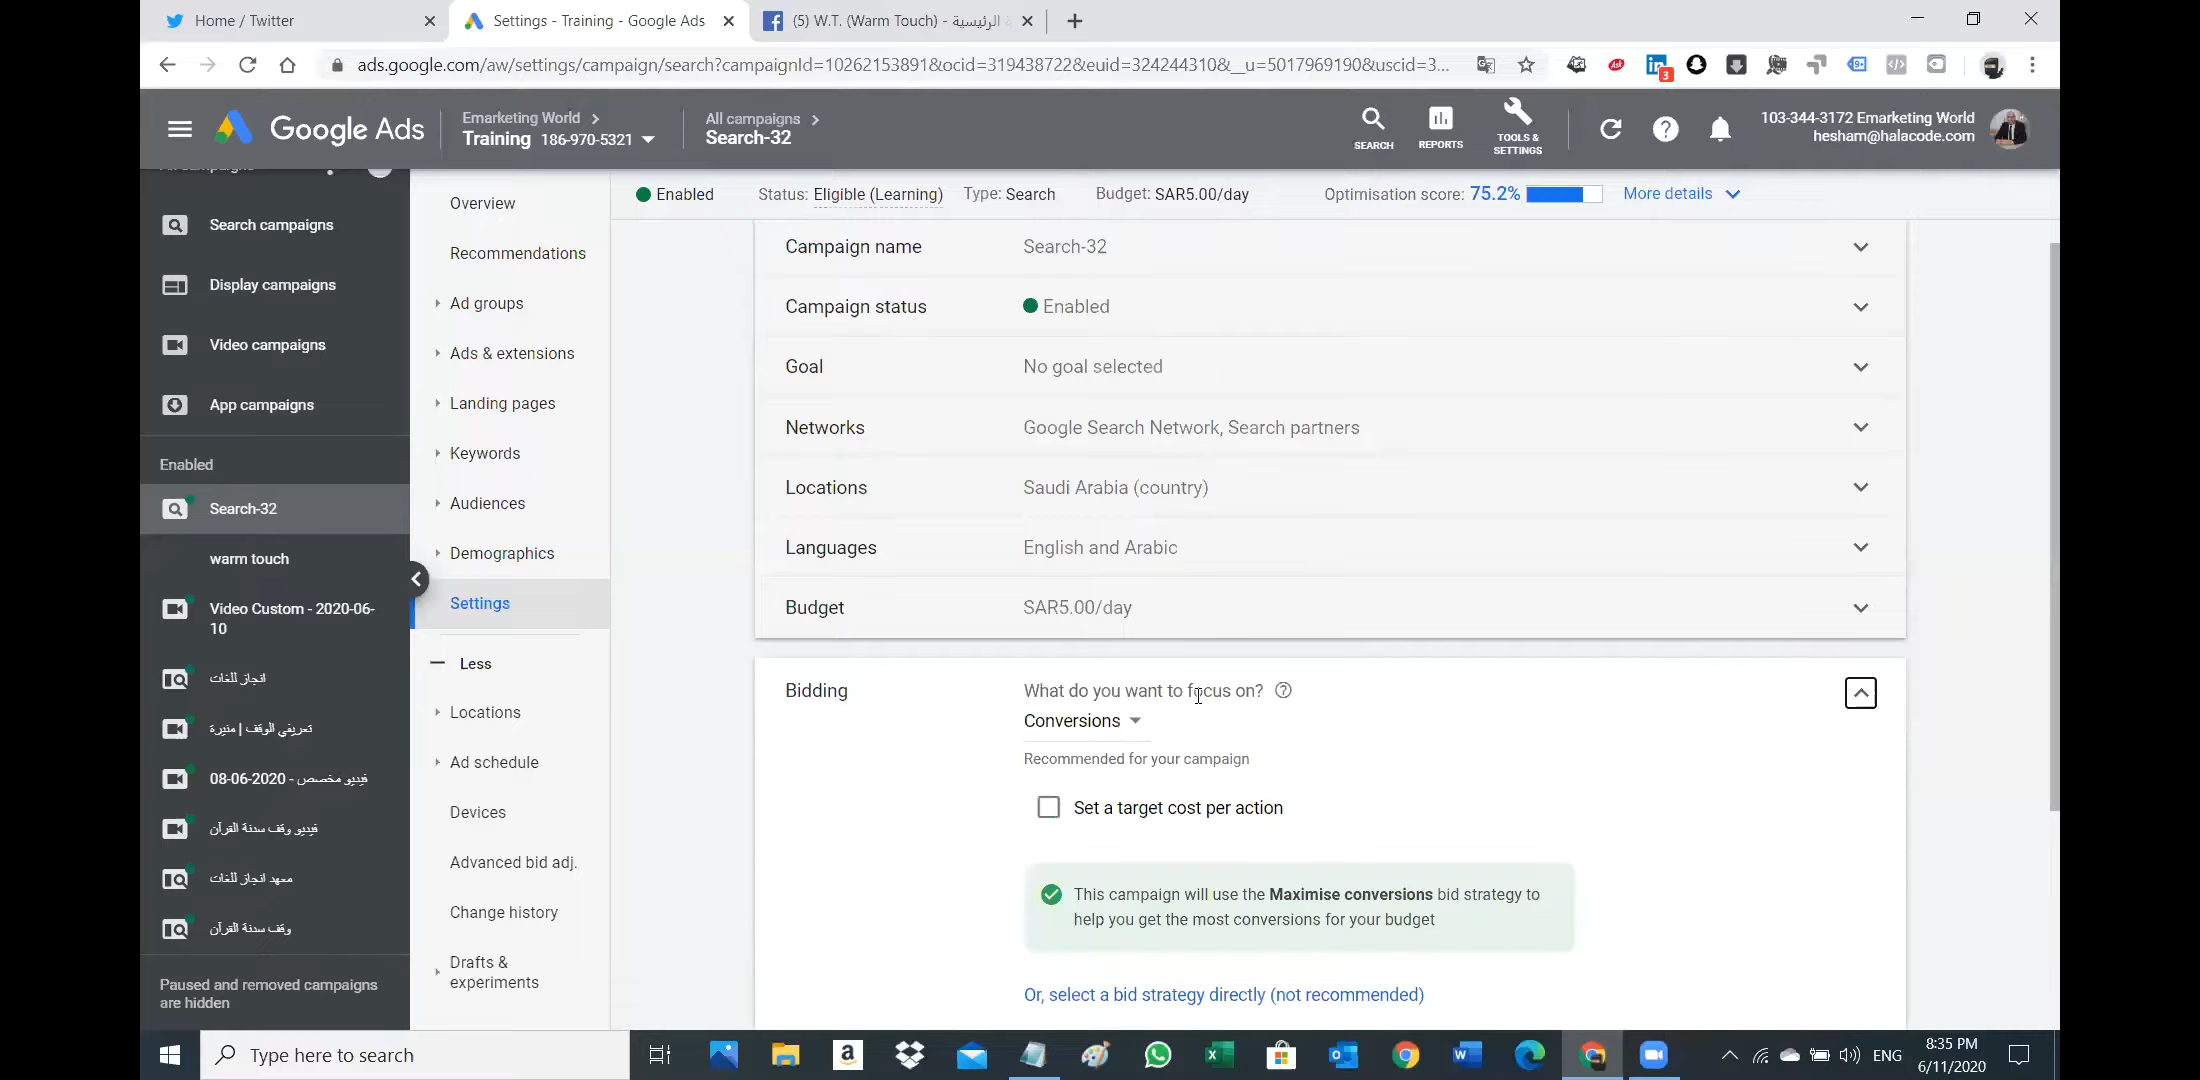 Home / Twitter
Settings - Training - Google Ads
(5) W.T. (Warm Touch) - الرئيسية
ads.google.com/aw/settings/campaign/search?campaignId=10262153891&ocid=319438722&euid=324244310&__u=5017969190&uscid=3...
Google Ads
Emarketing World
Training 186-970-5321
All campaigns
Search-32
SEARCH
REPORTS
TOOLS & SETTINGS
103-344-3172 Emarketing World
hesham@halacode.com
Search campaigns
Display campaigns
Video campaigns
App campaigns
Enabled
Search-32
warm touch
Video Custom - 2020-06-
10
انجاز للغات
تعريفي الوقف | منيرة
فيديو مخصص - 2020-06-08
فيديو وقف سدنة القرآن
معهد انجاز للغات
وقف سدنة القرآن
Paused and removed campaigns
are hidden
Overview
Recommendations
Ad groups
Ads & extensions
Landing pages
Keywords
Audiences
Demographics
Settings
Less
Locations
Ad schedule
Devices
Advanced bid adj.
Change history
Drafts &
experiments
Enabled
Status: Eligible (Learning)
Type: Search
Budget: SAR5.00/day
Optimisation score: 75.2%
More details
Campaign name
Search-32
Campaign status
Enabled
Goal
No goal selected
Networks
Google Search Network, Search partners
Locations
Saudi Arabia (country)
Languages
English and Arabic
Budget
SAR5.00/day
Bidding
What do you want to focus on?
Conversions
Recommended for your campaign
Set a target cost per action
This campaign will use the Maximise conversions bid strategy to
help you get the most conversions for your budget
Or, select a bid strategy directly (not recommended)
Type here to search
ENG
8:35 PM
6/11/2020